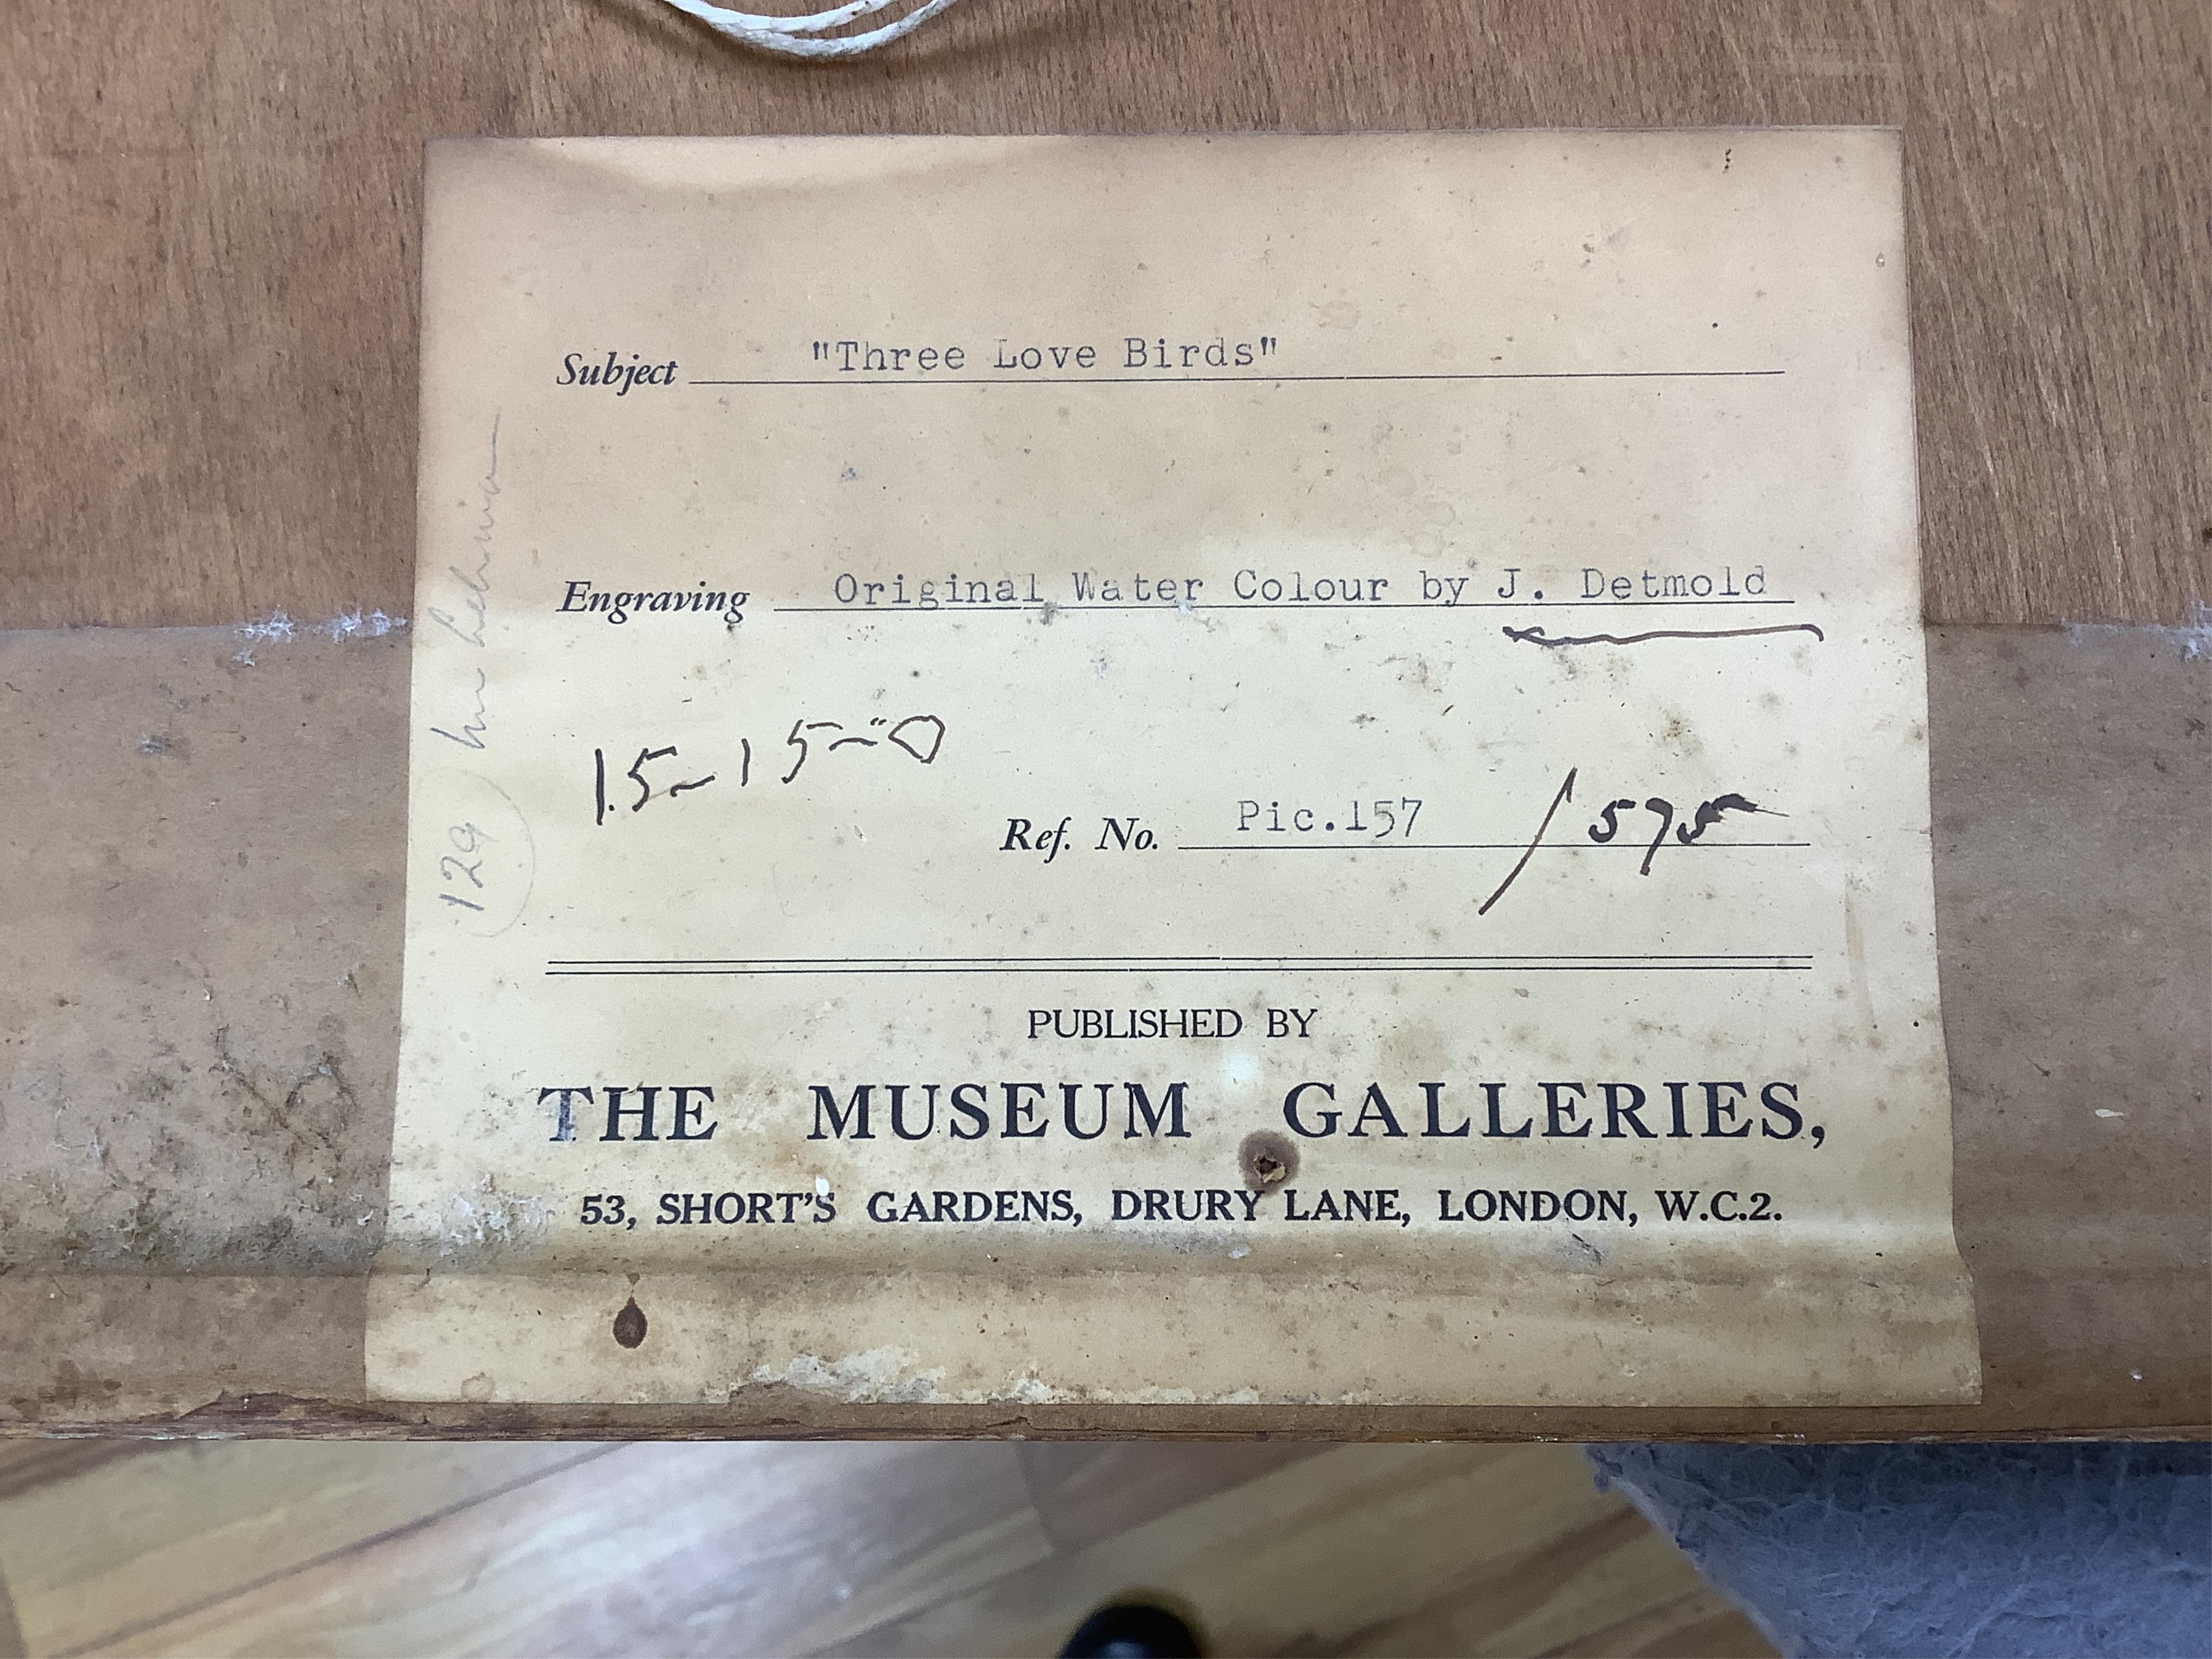 Subject "Three Love Birds"
Engraving Original Water Colour by J. Detmold
15-15-0
Ref. No. Pic.157 / 575
PUBLISHED BY
THE MUSEUM GALLERIES,
53, SHORT'S GARDENS, DRURY LANE, LONDON, W.C.2.
129